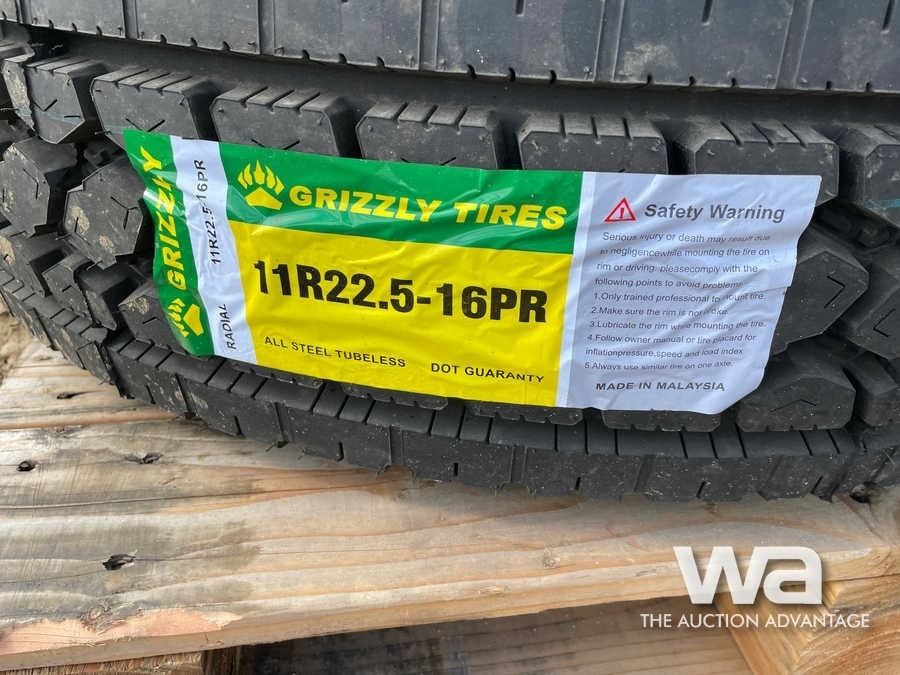 GRIZZLY
RADIAL 11R22.5-16PR
GRIZZLY TIRES
11R22.5-16PR
ALL STEEL TUBELESS DOT GUARANTY
Safety Warning
Serious injury or death may result due
to negligencewhile mounting the tire on
rim or driving. pleasecomply with the
following points to avoid problems
1.Only trained professional to mount tire.
2.Make sure the rim is not broke.
3.Lubricate the rim while mounting the tire.
4.Follow owner manual or tire placard for
inflationpressure,speed and load index
5.Always use similar tire on one axle.
MADE IN MALAYSIA
wa
THE AUCTION ADVANTAGE